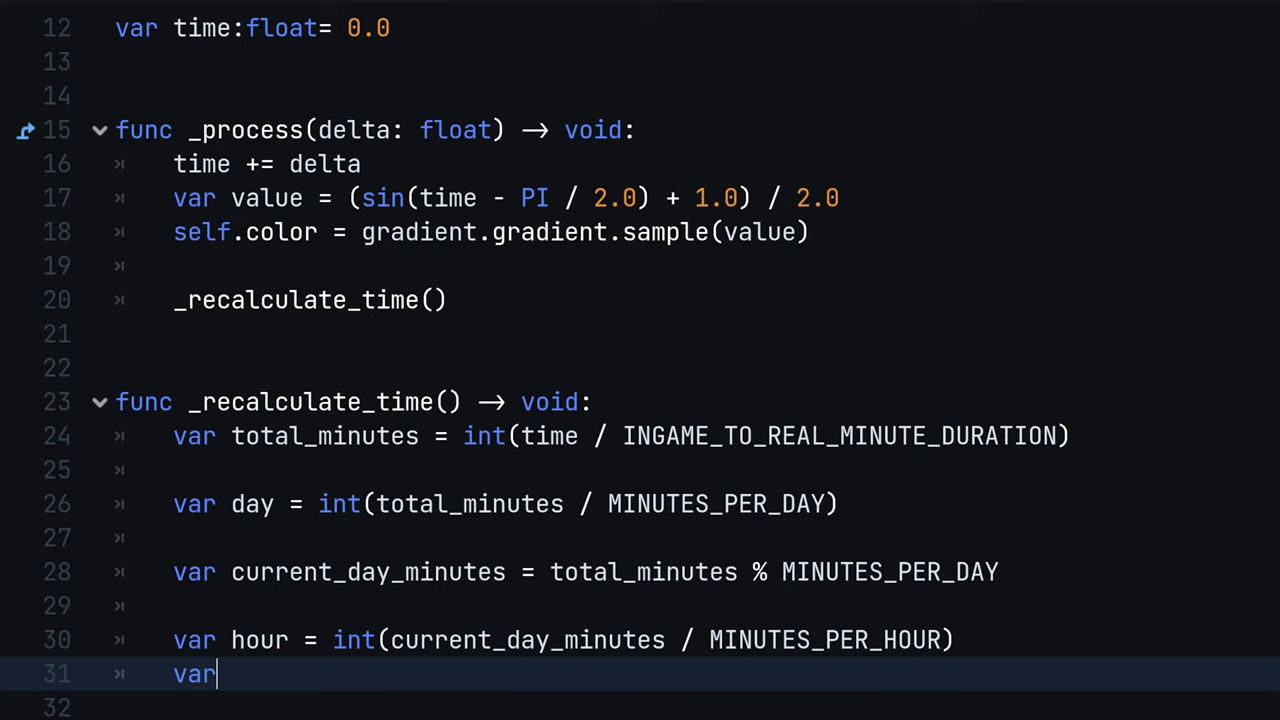 12 var time:float= 0.0
13
14
15 func _process(delta: float) -> void:
16 time += delta
17 var value = (sin(time - PI / 2.0) + 1.0) / 2.0
18 self.color = gradient.gradient.sample(value)
19
20 _recalculate_time()
21
22
23 func _recalculate_time() -> void:
24 var total_minutes = int(time / INGAME_TO_REAL_MINUTE_DURATION)
25
26 var day = int(total_minutes / MINUTES_PER_DAY)
27
28 var current_day_minutes = total_minutes % MINUTES_PER_DAY
29
30 var hour = int(current_day_minutes / MINUTES_PER_HOUR)
31 var
32